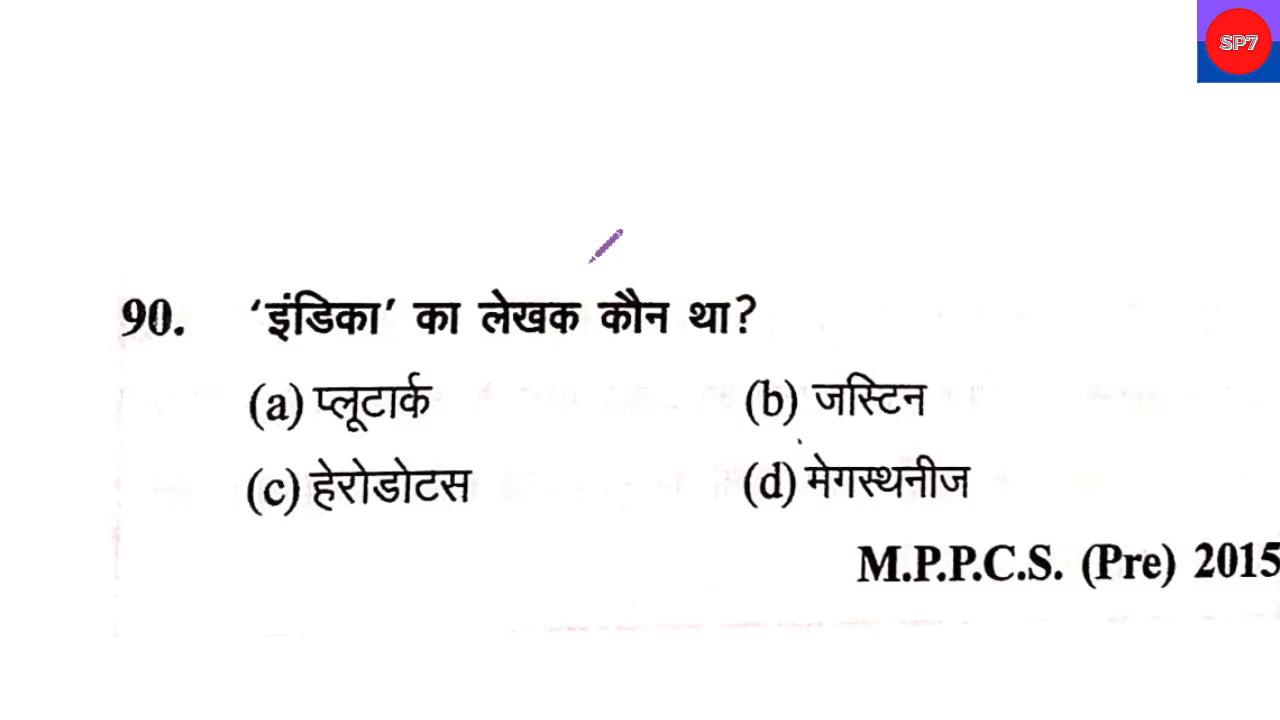 SP7
90. 'इंडिका' का लेखक कौन था?
(a) प्लूटार्क (b) जस्टिन
(c) हेरोडोटस (d) मेगस्थनीज
M.P.P.C.S. (Pre) 2015